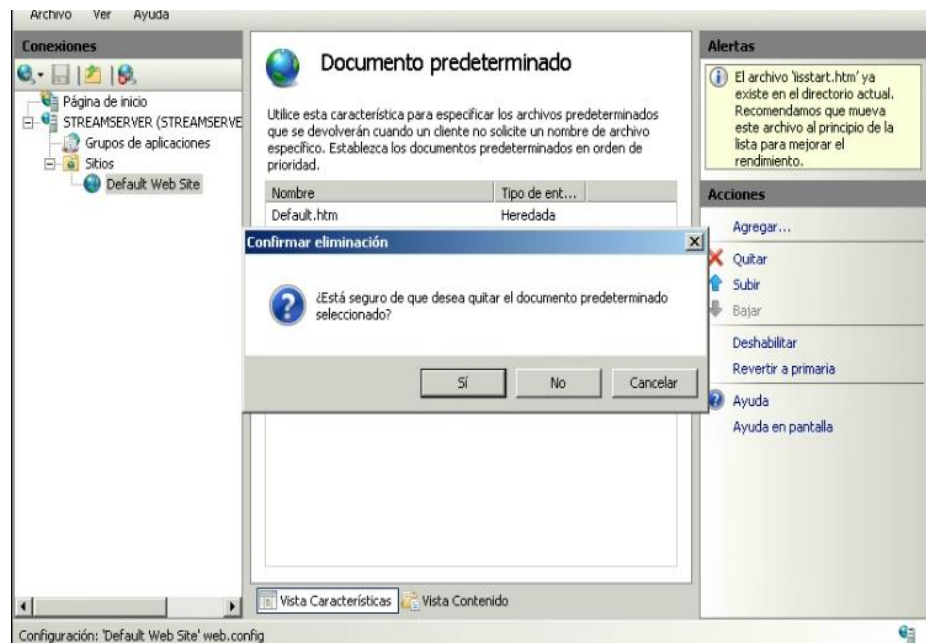 Archivo Ver Ayuda
Conexiones
Página de inicio
STREAMSERVER (STREAMSERVE
Grupos de aplicaciones
Sitios
Default Web Site
Documento predeterminado
Utilice esta característica para especificar los archivos predeterminados
que se devolverán cuando un cliente no solicite un nombre de archivo
específico. Establezca los documentos predeterminados en orden de
prioridad.
Nombre Tipo de ent...
Default.htm Heredada
Confirmar eliminación
¿Está seguro de que desea quitar el documento predeterminado
seleccionado?
Sí No Cancelar
Vista Características Vista Contenido
Alertas
El archivo 'iisstart.htm' ya
existe en el directorio actual.
Recomendamos que mueva
este archivo al principio de la
lista para mejorar el
rendimiento.
Acciones
Agregar...
Quitar
Subir
Bajar
Deshabilitar
Revertir a primaria
Ayuda
Ayuda en pantalla
Configuración: 'Default Web Site' web.config